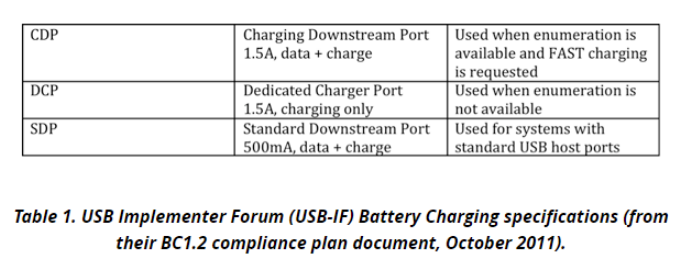 CDP
Charging Downstream Port
1.5A, data + charge
Used when enumeration is
available and FAST charging
is requested
DCP
Dedicated Charger Port
1.5A, charging only
Used when enumeration is
not available
SDP
Standard Downstream Port
500mA, data + charge
Used for systems with
standard USB host ports
Table 1. USB Implementer Forum (USB-IF) Battery Charging specifications (from
their BC1.2 compliance plan document, October 2011).